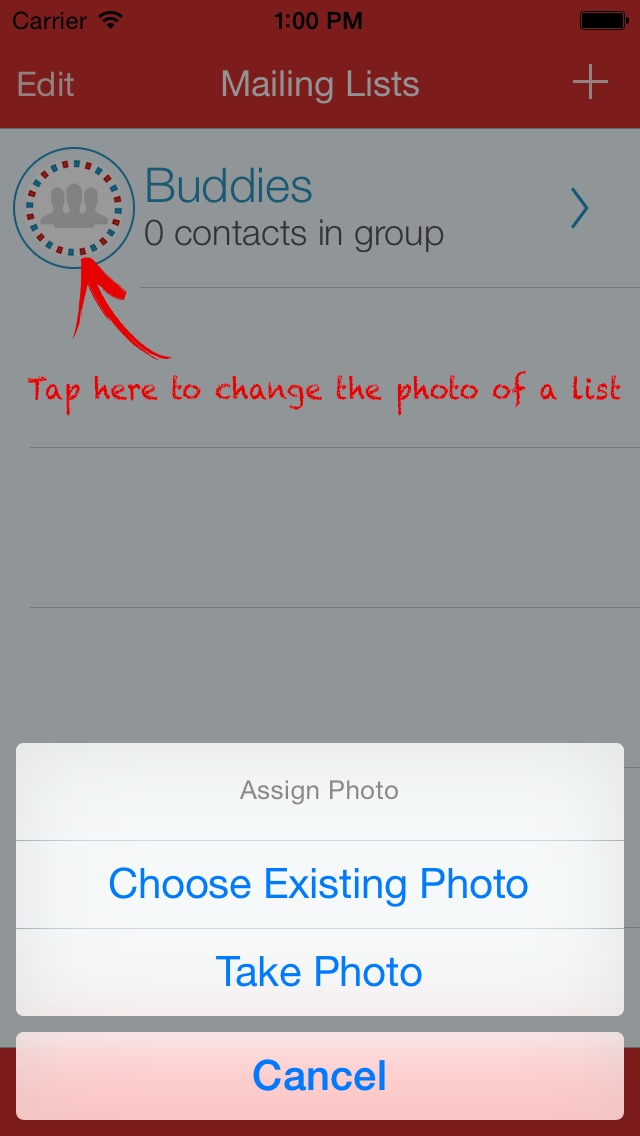 Carrier 1:00 PM
Edit Mailing Lists
Buddies
0 contacts in group
Tap here to change the photo of a list
Assign Photo
Choose Existing Photo
Take Photo
Cancel